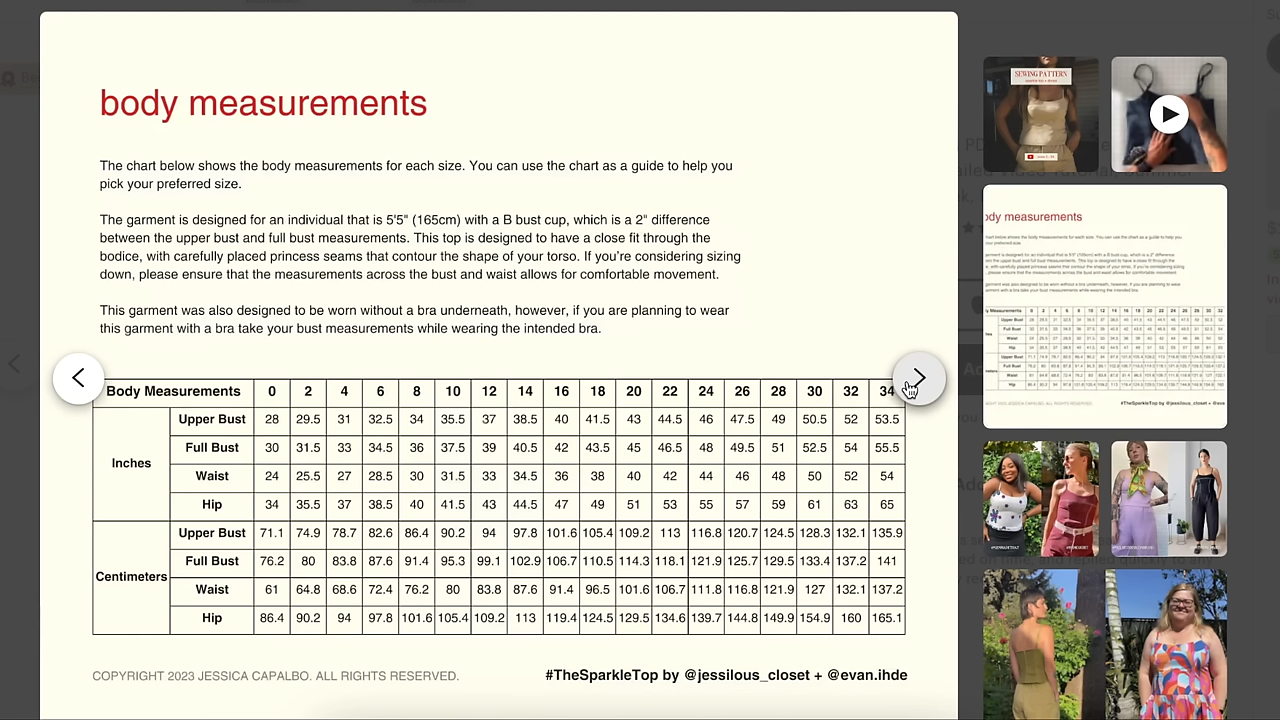 body measurements
The chart below shows the body measurements for each size. You can use the chart as a guide to help you
pick your preferred size.
The garment is designed for an individual that is 5'5" (165cm) with a B bust cup, which is a 2" difference
between the upper bust and full bust measurements. This top is designed to have a close fit through the
bodice, with carefully placed princess seams that contour the shape of your torso. If you're considering sizing
down, please ensure that the measurements across the bust and waist allows for comfortable movement.
This garment was also designed to be worn without a bra underneath, however, if you are planning to wear
this garment with a bra take your bust measurements while wearing the intended bra.
Body Measurements 0 2 4 6 8 10 12 14 16 18 20 22 24 26 28 30 32 34
Inches
Upper Bust 28 29.5 31 32.5 34 35.5 37 38.5 40 41.5 43 44.5 46 47.5 49 50.5 52 53.5
Full Bust 30 31.5 33 34.5 36 37.5 39 40.5 42 43.5 45 46.5 48 49.5 51 52.5 54 55.5
Waist 24 25.5 27 28.5 30 31.5 33 34.5 36 38 40 42 44 46 48 50 52 54
Hip 34 35.5 37 38.5 40 41.5 43 44.5 47 49 51 53 55 57 59 61 63 65
Centimeters
Upper Bust 71.1 74.9 78.7 82.6 86.4 90.2 94 97.8 101.6 105.4 109.2 113 116.8 120.7 124.5 128.3 132.1 135.9
Full Bust 76.2 80 83.8 87.6 91.4 95.3 99.1 102.9 106.7 110.5 114.3 118.1 121.9 125.7 129.5 133.4 137.2 141
Waist 61 64.8 68.6 72.4 76.2 80 83.8 87.6 91.4 96.5 101.6 106.7 111.8 116.8 121.9 127 132.1 137.2
Hip 86.4 90.2 94 97.8 101.6 105.4 109.2 113 119.4 124.5 129.5 134.6 139.7 144.8 149.9 154.9 160 165.1
COPYRIGHT 2023 JESSICA CAPALBO. ALL RIGHTS RESERVED.
#TheSparkleTop by @jessilous_closet + @evan.ihde
SEWING PATTERN
ody measurements
#TheSparkleTop by @jessilous_closet + @eva